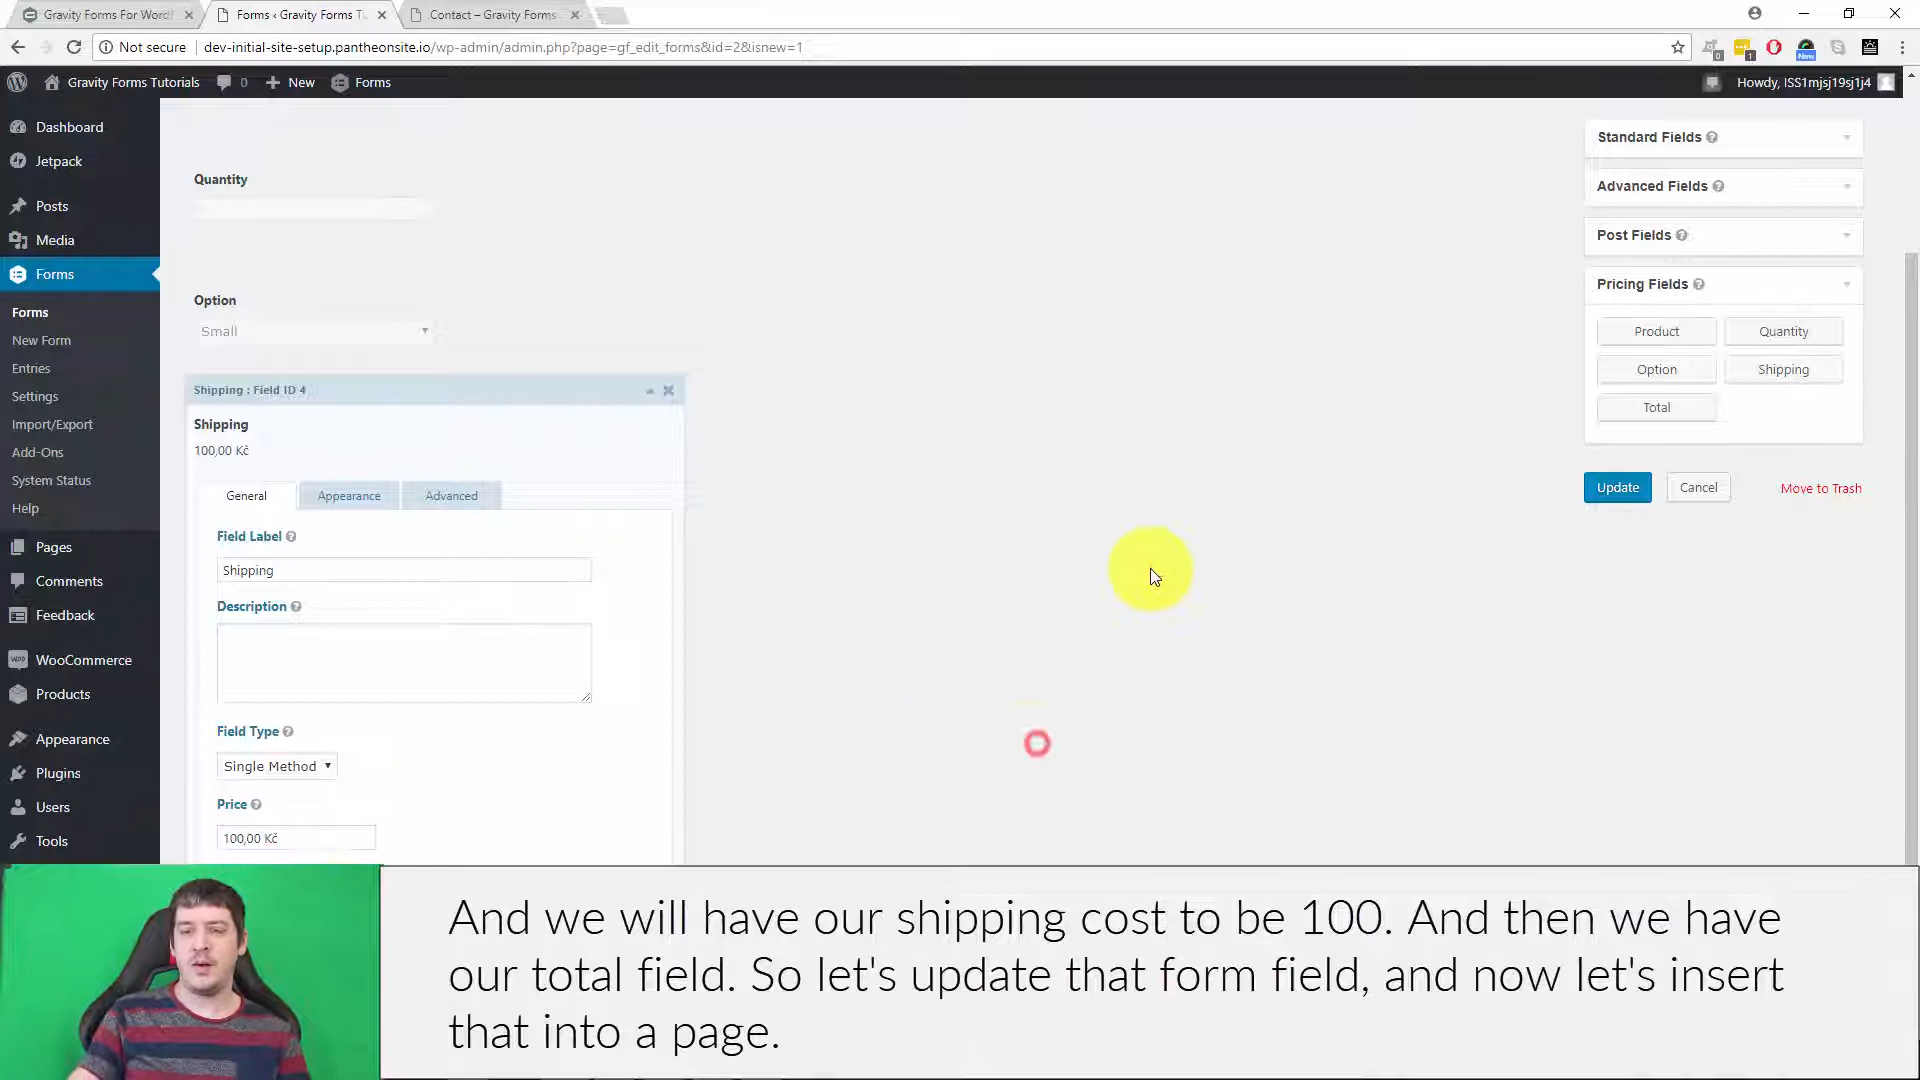 Gravity Forms For Word
Forms ‹ Gravity Forms Tu
Contact – Gravity Forms
Not secure
dev-initial-site-setup.pantheonsite.io/wp-admin/admin.php?page=gf_edit_forms&id=2&isnew=1
0
1
New
Gravity Forms Tutorials
0
New
Forms
Howdy, ISS1mjsj19sj1j4
Dashboard
Jetpack
Posts
Media
Forms
Forms
New Form
Entries
Settings
Import/Export
Add-Ons
System Status
Help
Pages
Comments
Feedback
WOO WooCommerce
Products
Appearance
Plugins
Users
Tools
Quantity
Option
Small
Shipping : Field ID 4
Shipping
100,00 Kč
General
Appearance
Advanced
Field Label
Shipping
Description
Field Type
Single Method
Price
100,00 Kč
Standard Fields
Advanced Fields
Post Fields
Pricing Fields
Product
Quantity
Option
Shipping
Total
Update
Cancel
Move to Trash
And we will have our shipping cost to be 100. And then we have
our total field. So let's update that form field, and now let's insert
that into a page.